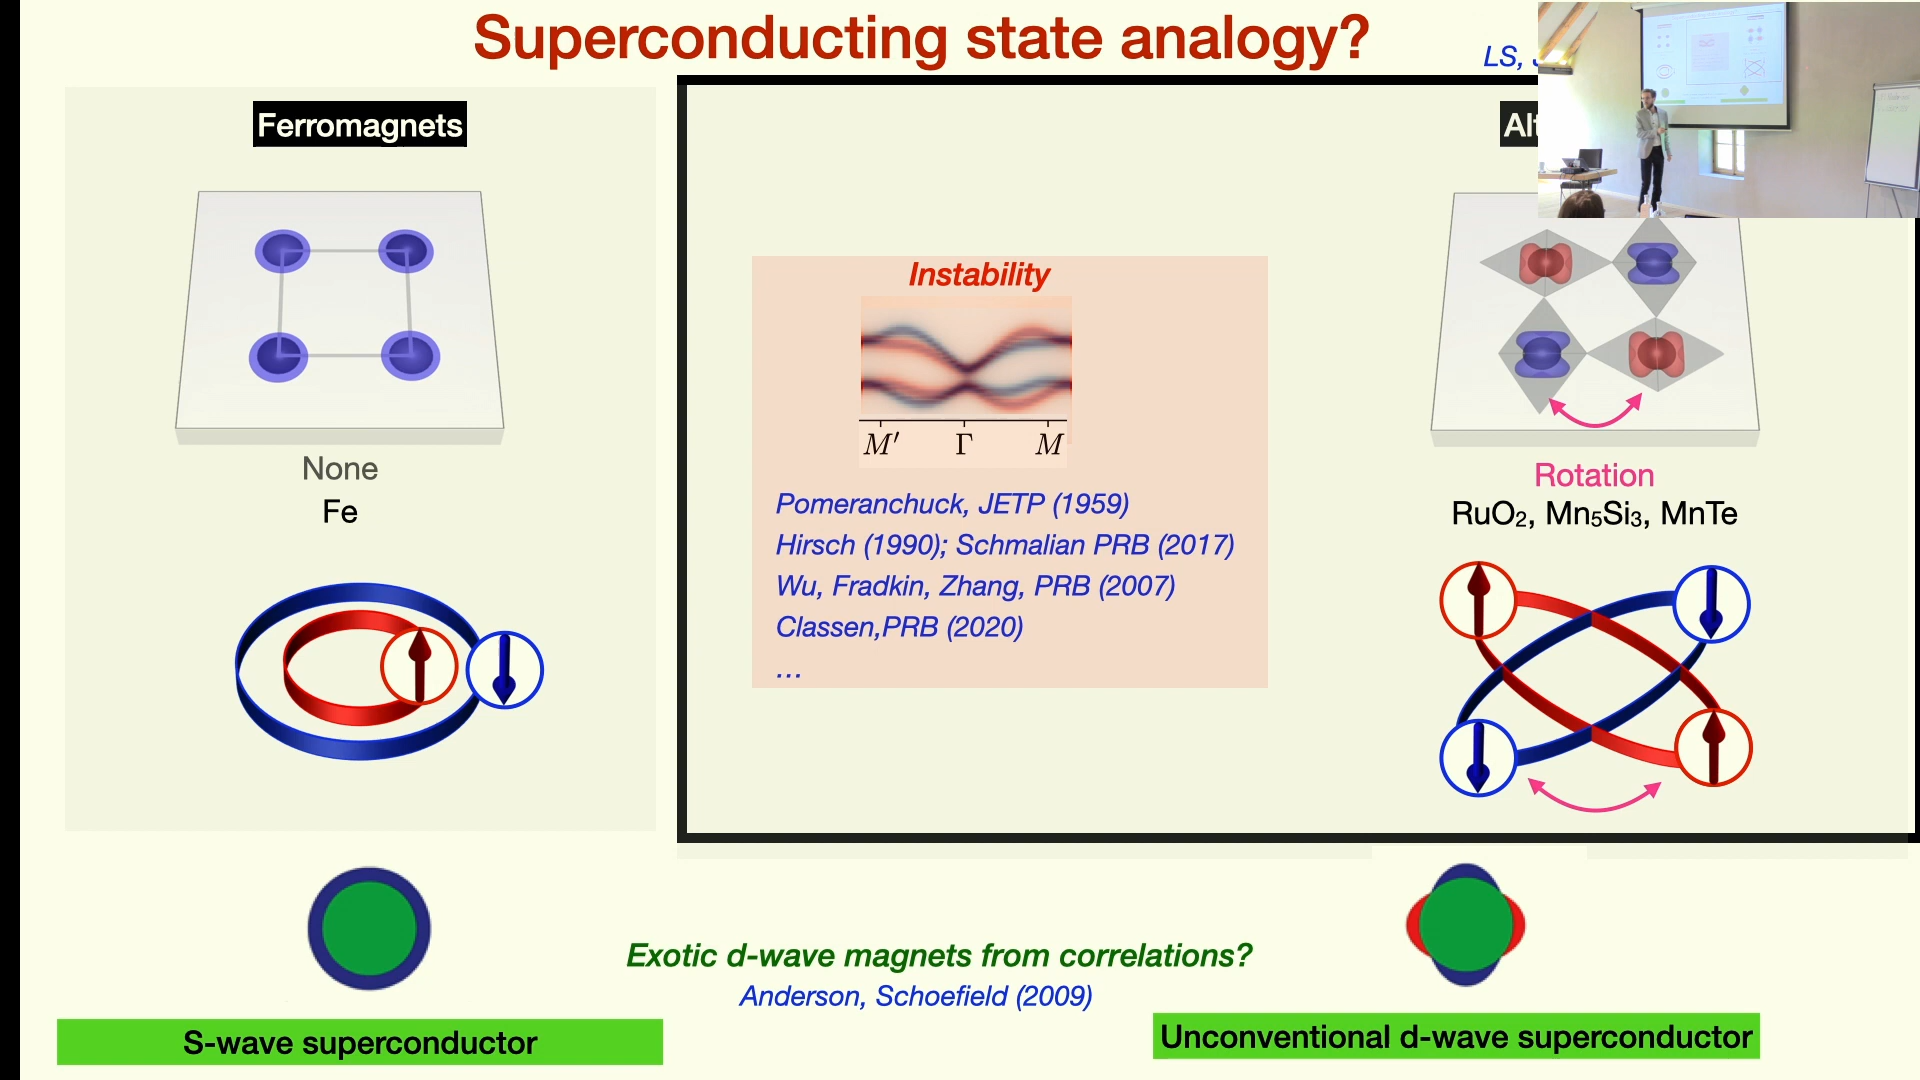 Superconducting state analogy?
LS,
Ferromagnets
Alt
None
Fe
Instability
M′ Γ M
Pomeranchuck, JETP (1959)
Hirsch (1990); Schmalian PRB (2017)
Wu, Fradkin, Zhang, PRB (2007)
Classen,PRB (2020)
...
Rotation
RuO₂, Mn₅Si₃, MnTe
Exotic d-wave magnets from correlations?
Anderson, Schoefield (2009)
S-wave superconductor
Unconventional d-wave superconductor